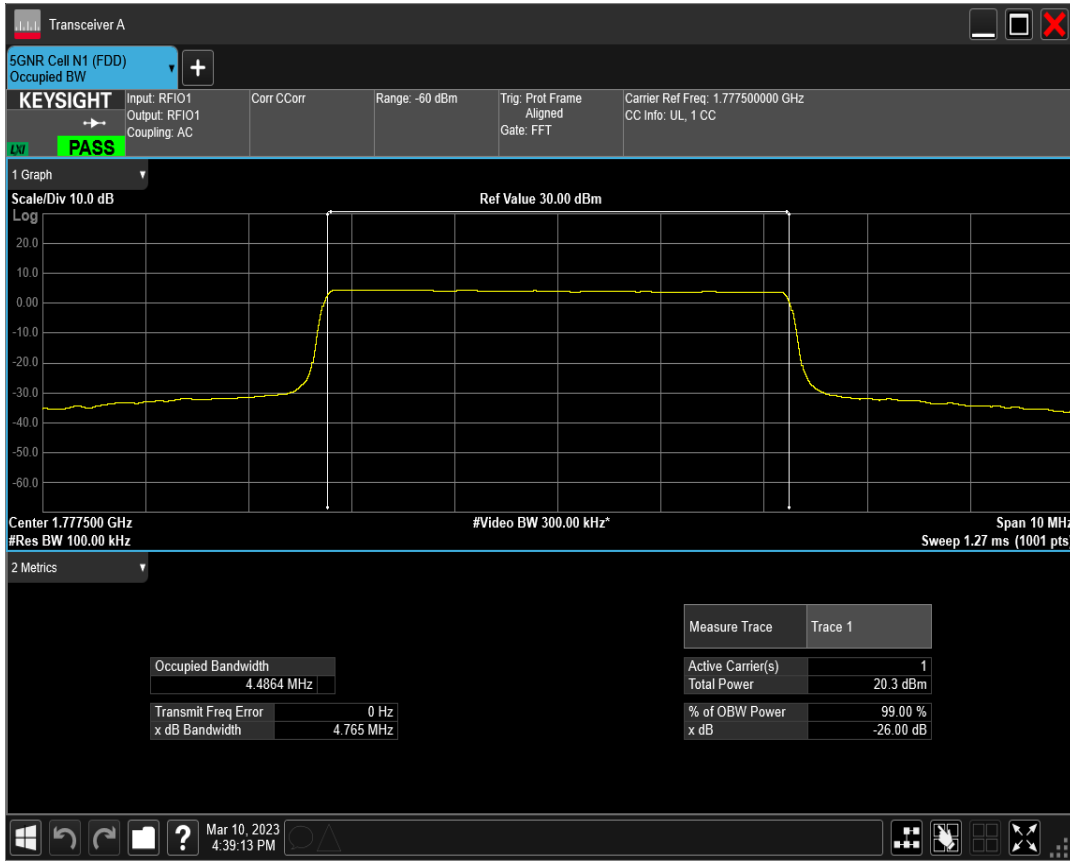 Transceiver A
5GNR Cell N1 (FDD)
Occupied BW
+
KEYSIGHT
LXI
PASS
Input: RFIO1
Output: RFIO1
Coupling: AC
Corr CCorr
Range: -60 dBm
Trig: Prot Frame
Aligned
Gate: FFT
Carrier Ref Freq: 1.777500000 GHz
CC Info: UL, 1 CC
1 Graph
Scale/Div 10.0 dB
Ref Value 30.00 dBm
Log
20.0
10.0
0.00
-10.0
-20.0
-30.0
-40.0
-50.0
-60.0
Center 1.777500 GHz
#Video BW 300.00 kHz*
Span 10 MHz
#Res BW 100.00 kHz
Sweep 1.27 ms (1001 pts)
2 Metrics
Measure Trace Trace 1
Occupied Bandwidth
4.4864 MHz
Active Carrier(s) 1
Total Power 20.3 dBm
Transmit Freq Error 0 Hz
x dB Bandwidth 4.765 MHz
% of OBW Power 99.00 %
x dB -26.00 dB
?
Mar 10, 2023
4:39:13 PM